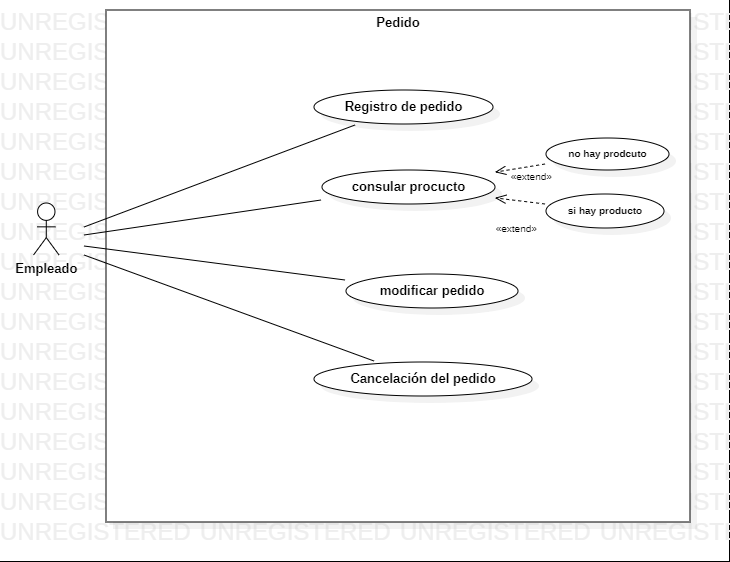 Pedido
Registro de pedido
no hay prodcuto
«extend»
consular procucto
si hay producto
«extend»
Empleado
modificar pedido
Cancelación del pedido
UNREGISTERED UNREGISTERED UNREGISTERED UNREGISTERED